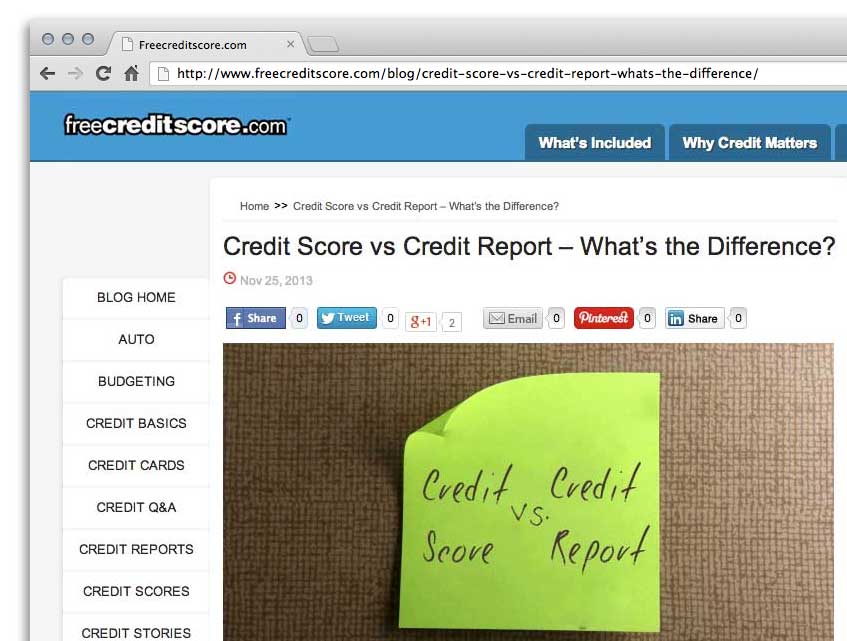 Freecreditscore.com
http://www.freecreditscore.com/blog/credit-score-vs-credit-report-whats-the-difference/
freecreditscore.com
What's Included
Why Credit Matters
Home >> Credit Score vs Credit Report – What's the Difference?
Credit Score vs Credit Report – What's the Difference?
Nov 25, 2013
f Share 0 Tweet 0 g+1 2 Email 0 Pinterest 0 in Share 0
BLOG HOME
AUTO
BUDGETING
CREDIT BASICS
CREDIT CARDS
CREDIT Q&A
CREDIT REPORTS
CREDIT SCORES
CREDIT STORIES
Credit Credit
vs.
Score Report